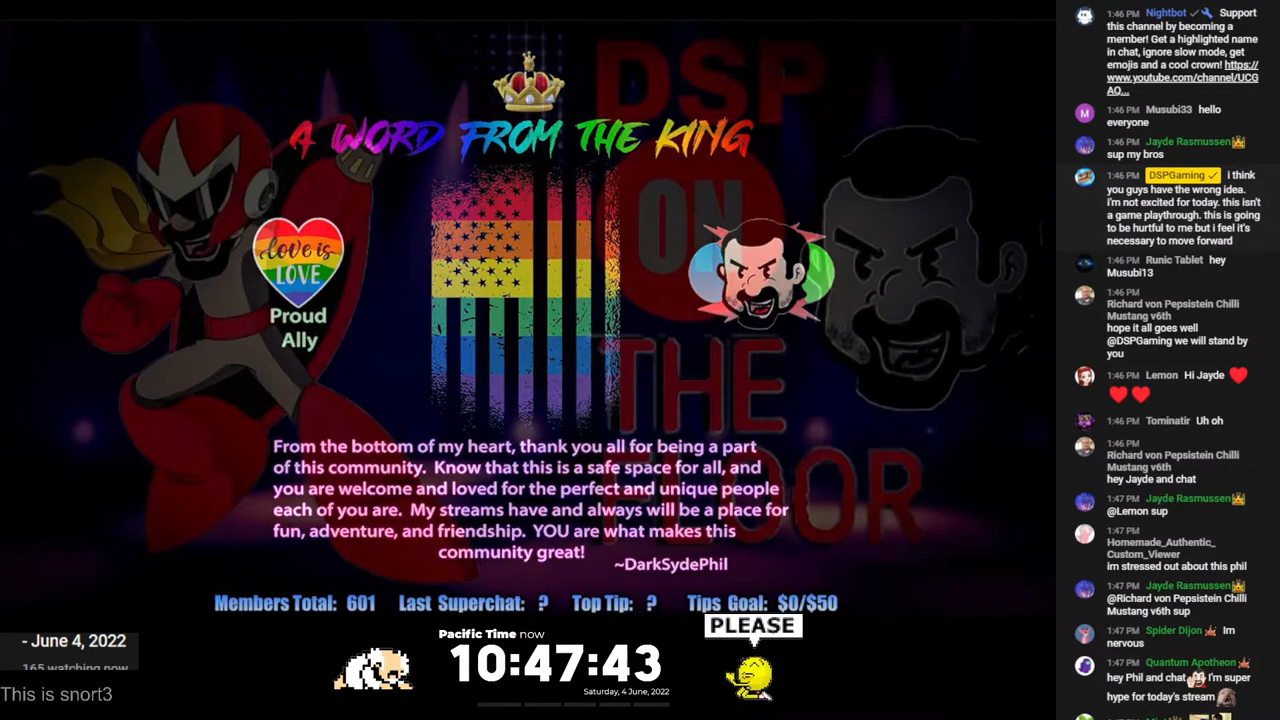 DSP
ON
THE
FLOOR
A WORD FROM THE KING
love is
LOVE
Proud
Ally
From the bottom of my heart, thank you all for being a part
of this community. Know that this is a safe space for all, and
you are welcome and loved for the perfect and unique people
each of you are. My streams have and always will be a place for
fun, adventure, and friendship. YOU are what makes this
community great!
~DarkSydePhil
Members Total: 601 Last Superchat: ? Top Tip: ? Tips Goal: $0/$50
PLEASE
Pacific Time now
10:47:43
Saturday, 4 June, 2022
- June 4, 2022
165 watching now
This is snort3
1:46 PM Nightbot Support
this channel by becoming a
member! Get a highlighted name
in chat, ignore slow mode, get
emojis and a cool crown! https://
www.youtube.com/channel/UCG
AQ...
M
1:46 PM Musubi33 hello
everyone
1:46 PM Jayde Rasmussen
sup my bros
1:46 PM DSPGaming i think
you guys have the wrong idea.
i'm not excited for today. this isn't
a game playthrough. this is going
to be hurtful to me but i feel it's
necessary to move forward
1:46 PM Runic Tablet hey
Musubi13
1:46 PM
Richard von Pepsistein Chilli
Mustang v6th
hope it all goes well
@DSPGaming we will stand by
you
1:46 PM Lemon Hi Jayde
1:46 PM Tominatir Uh oh
1:46 PM
Richard von Pepsistein Chilli
Mustang v6th
hey Jayde and chat
1:47 PM Jayde Rasmussen
@Lemon sup
1:47 PM
Homemade_Authentic_
Custom_Viewer
im stressed out about this phil
1:47 PM Jayde Rasmussen
@Richard von Pepsistein Chilli
Mustang v6th sup
1:47 PM Spider Dijon Im
nervous
1:47 PM Quantum Apotheon
hey Phil and chat I'm super
hype for today's stream